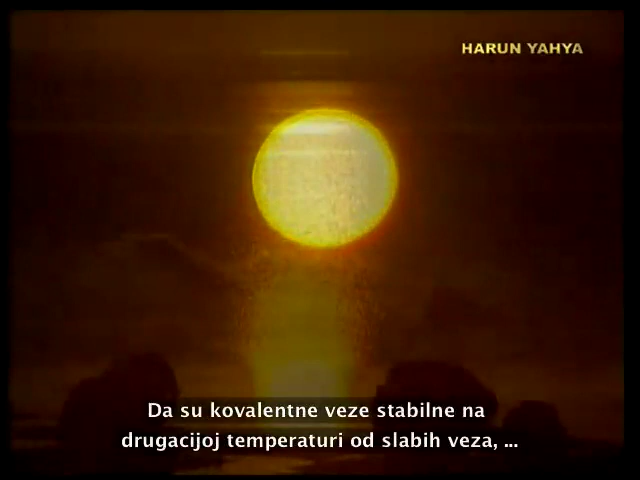 HARUN YAHYA
Da su kovalentne veze stabilne na
drugacijoj temperaturi od slabih veza, ...